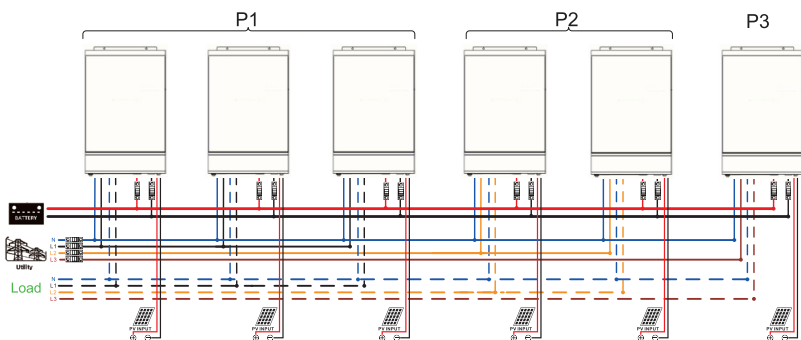 P1 P2 P3
BATTERY
N
L1
L2
L3
Utility
N
Load L1
L2
L3
PV INPUT PV INPUT PV INPUT PV INPUT PV INPUT PV INPUT